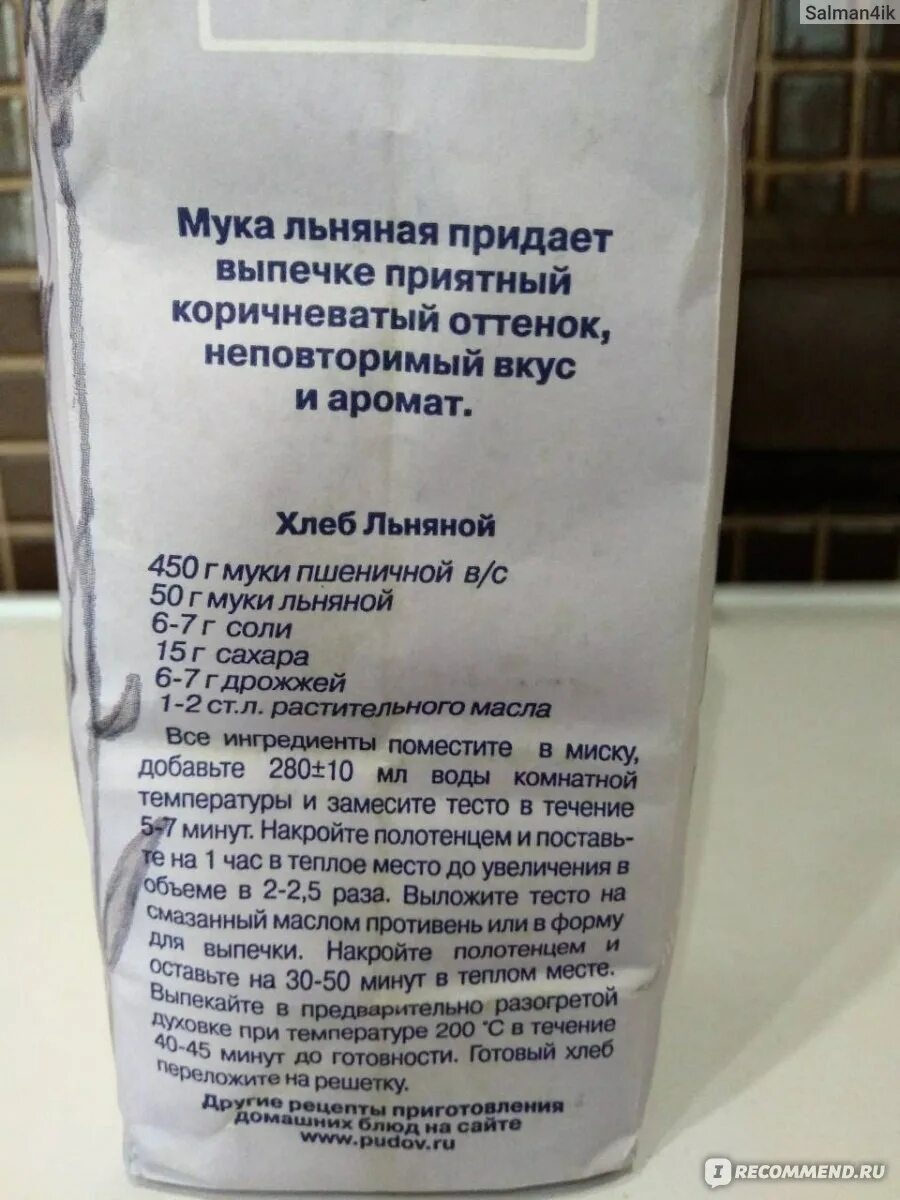 Salman4ik
Мука льняная придает
выпечке приятный
коричневатый оттенок,
неповторимый вкус
и аромат.
Хлеб Льняной
450 г муки пшеничной в/с
50 г муки льняной
6-7 г соли
15 г сахара
6-7 г дрожжей
1-2 ст.л. растительного масла
Все ингредиенты поместите в миску,
добавьте 280±10 мл воды комнатной
температуры и замесите тесто в течение
5-7 минут. Накройте полотенцем и поставь-
те на 1 час в теплое место до увеличения в
объеме в 2-2,5 раза. Выложите тесто на
смазанный маслом противень или в форму
для выпечки. Накройте полотенцем и
оставьте на 30-50 минут в теплом месте.
Выпекайте в предварительно разогретой
духовке при температуре 200 °С в течение
40-45 минут до готовности. Готовый хлеб
переложите на решетку.
Другие рецепты приготовления
домашних блюд на сайте
www.pudov.ru
I RECOMMEND.RU